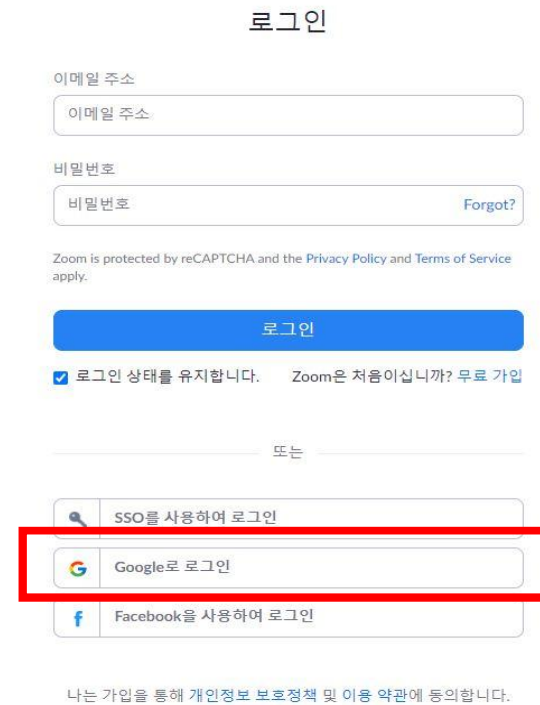 로그인
이메일 주소
이메일 주소
비밀번호
비밀번호 Forgot?
Zoom is protected by reCAPTCHA and the Privacy Policy and Terms of Service
apply.
로그인
로그인 상태를 유지합니다. Zoom은 처음이십니까? 무료 가입
또는
SSO를 사용하여 로그인
Google로 로그인
Facebook을 사용하여 로그인
나는 가입을 통해 개인정보 보호정책 및 이용 약관에 동의합니다.